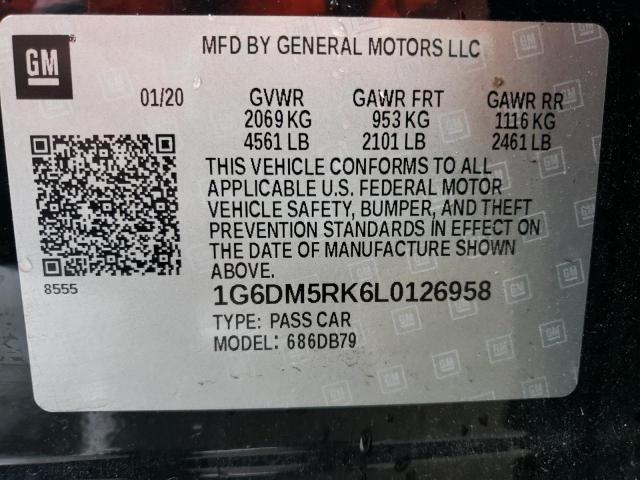 GM
MFD BY GENERAL MOTORS LLC
01/20 GVWR GAWR FRT GAWR RR
2069 KG 953 KG 1116 KG
4561 LB 2101 LB 2461 LB
THIS VEHICLE CONFORMS TO ALL
APPLICABLE U.S. FEDERAL MOTOR
VEHICLE SAFETY, BUMPER, AND THEFT
PREVENTION STANDARDS IN EFFECT ON
THE DATE OF MANUFACTURE SHOWN
ABOVE.
8555
1G6DM5RK6L0126958
TYPE: PASS CAR
MODEL: 686DB79